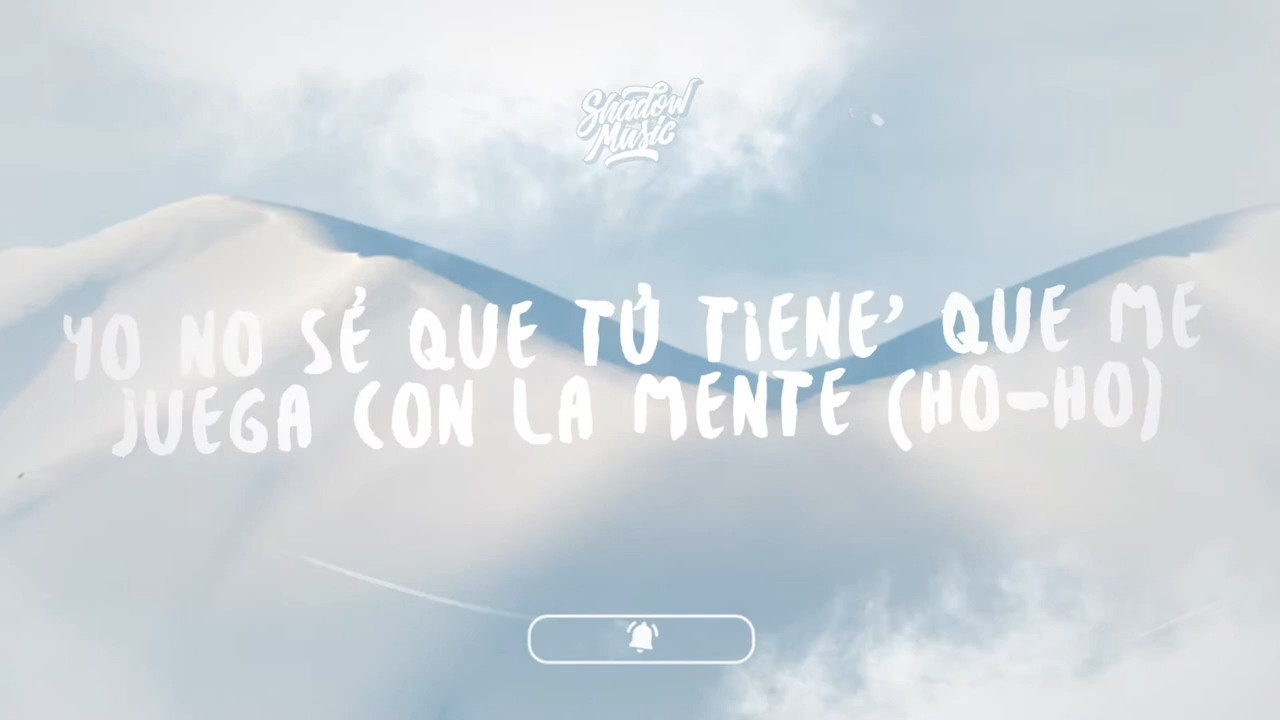 Shadow
Music
YO NO SÉ QUE TÚ TiENE' QUE ME
JUEGA CON LA MENTE (HO-HO)